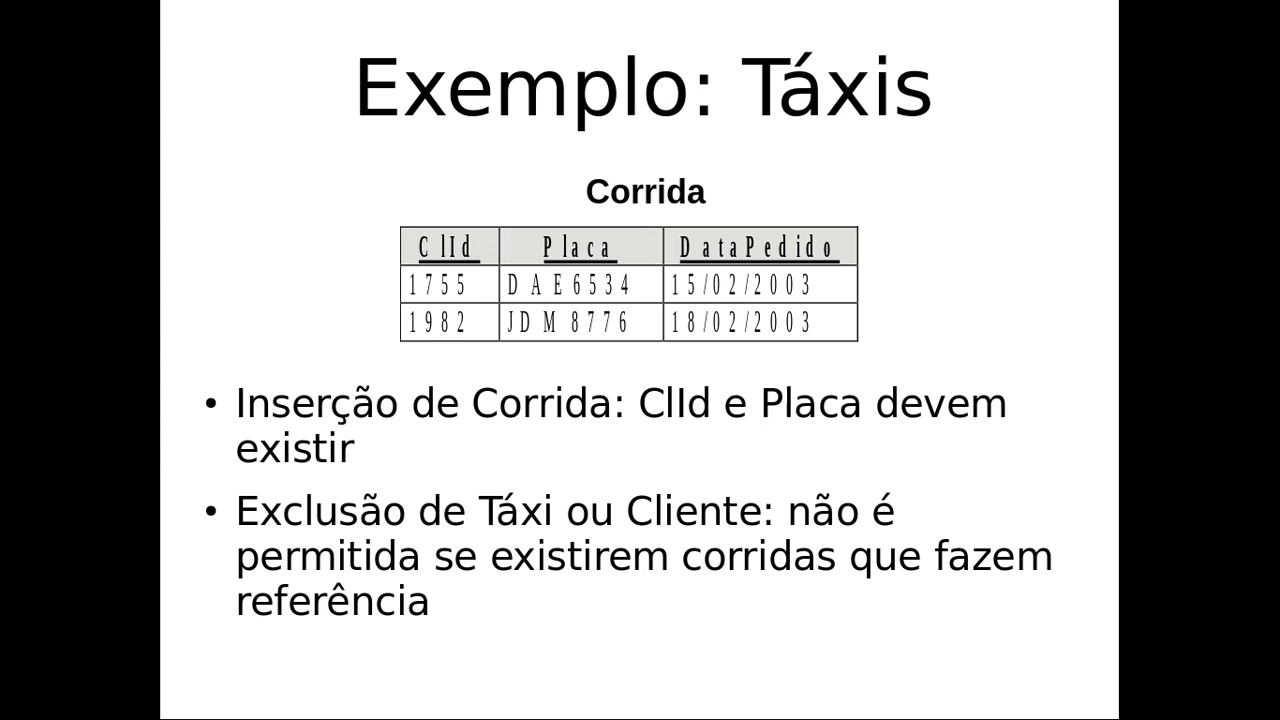 Exemplo: Táxis
Corrida
ClId Placa DataPedido
1755 DAE6534 15/02/2003
1982 JDM8776 18/02/2003
• Inserção de Corrida: ClId e Placa devem
existir
• Exclusão de Táxi ou Cliente: não é
permitida se existirem corridas que fazem
referência